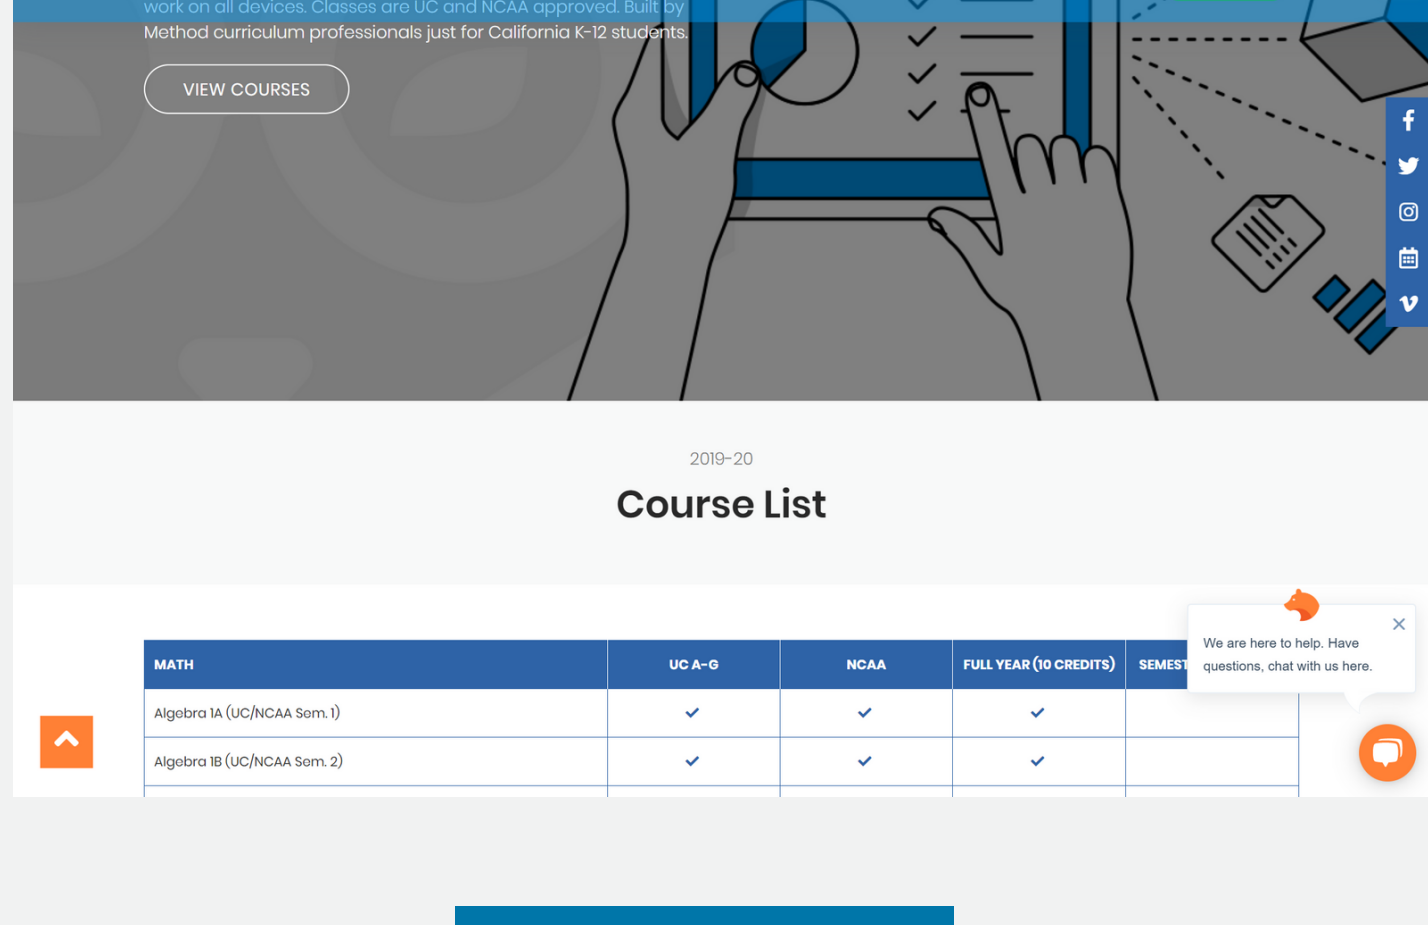 work on all devices. Classes are UC and NCAA approved. Built by
Method curriculum professionals just for California K-12 students.
VIEW COURSES
2019-20
Course List
We are here to help. Have
questions, chat with us here.
MATH UC A-G NCAA FULL YEAR (10 CREDITS) SEMEST
Algebra 1A (UC/NCAA Sem. 1)
Algebra 1B (UC/NCAA Sem. 2)